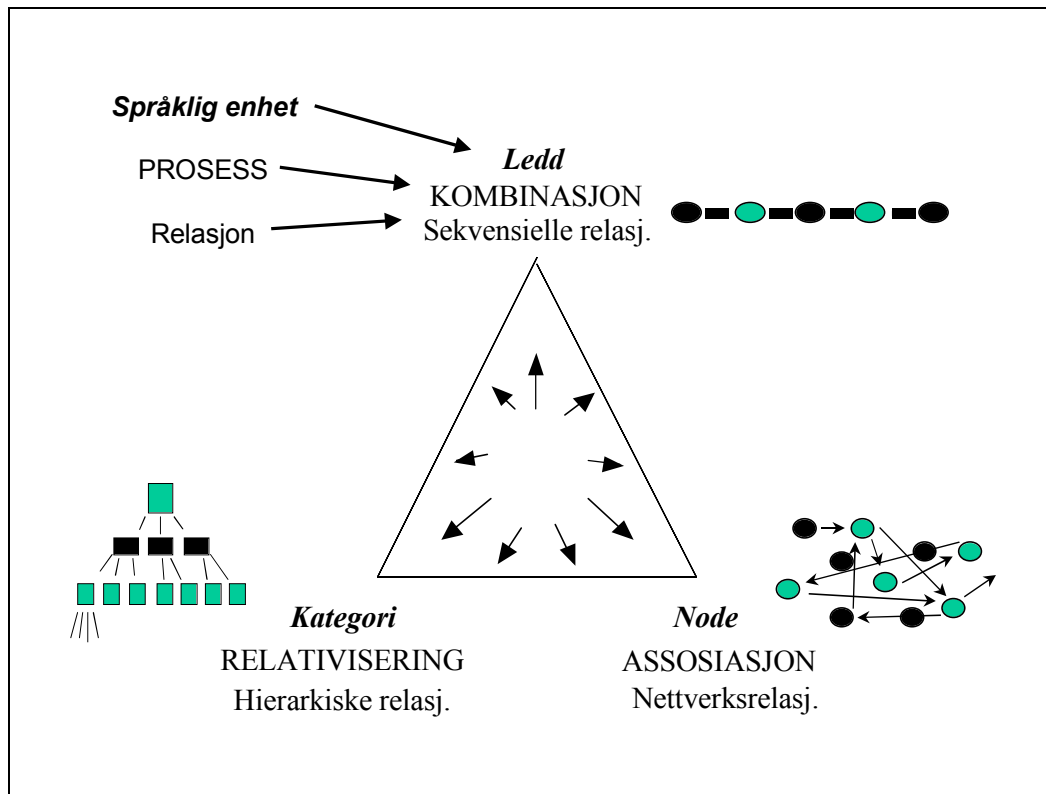 Språklig enhet
PROSESS
Relasjon
Ledd
KOMBINASJON
Sekvensielle relasj.
Kategori
RELATIVISERING
Hierarkiske relasj.
Node
ASSOSIASJON
Nettverksrelasj.